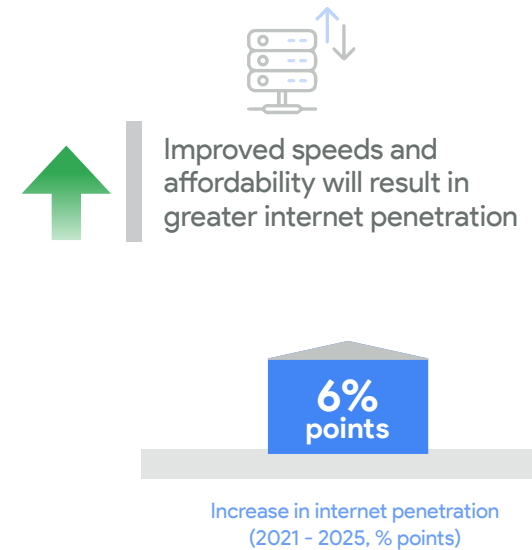 Improved speeds and
affordability will result in
greater internet penetration
6%
points
Increase in internet penetration
(2021 - 2025, % points)